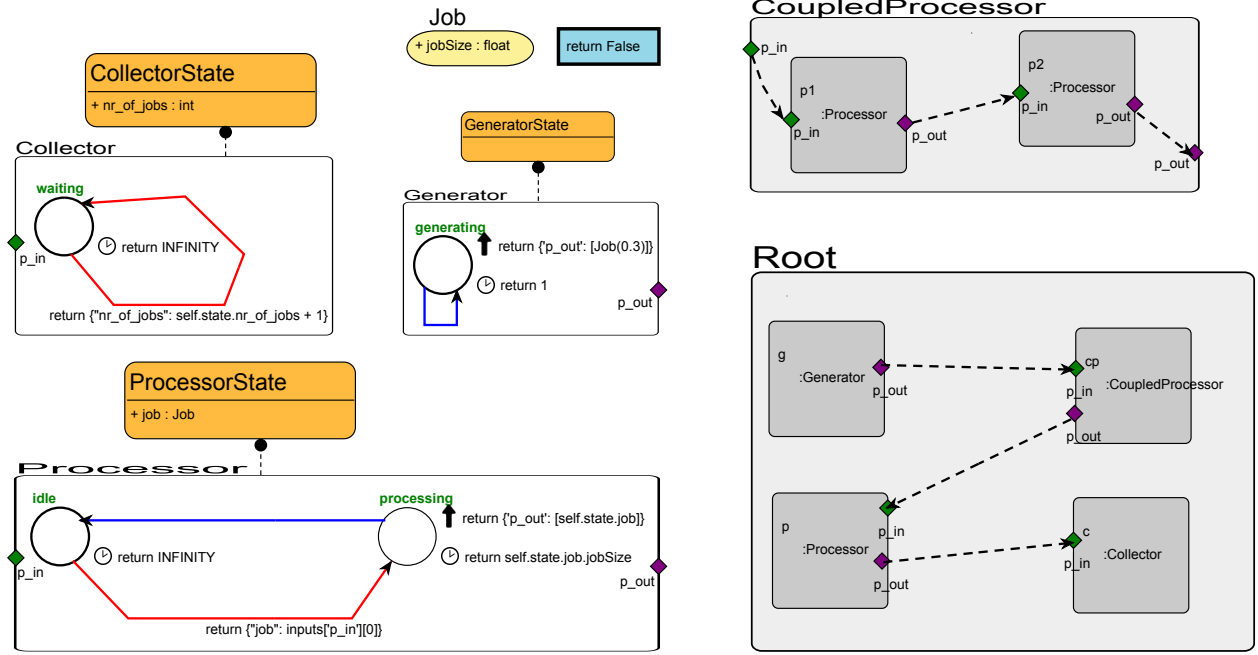 Job
+ jobSize : float
return False
CollectorState
+ nr_of_jobs : int
Collector
waiting
return INFINITY
p_in
return {"nr_of_jobs": self.state.nr_of_jobs + 1}
GeneratorState
Generator
generating
return {'p_out': [Job(0.3)]}
return 1
p_out
ProcessorState
+ job : Job
Processor
idle
return INFINITY
p_in
processing
return {'p_out': [self.state.job]}
return self.state.job.jobSize
p_out
return {"job": inputs['p_in'][0]}
CoupledProcessor
p_in
p1
:Processor
p_in
p_out
p2
:Processor
p_in
p_out
p_out
Root
g
:Generator
p_out
cp
:CoupledProcessor
p_in
p_out
p
:Processor
p_in
p_out
c
:Collector
p_in